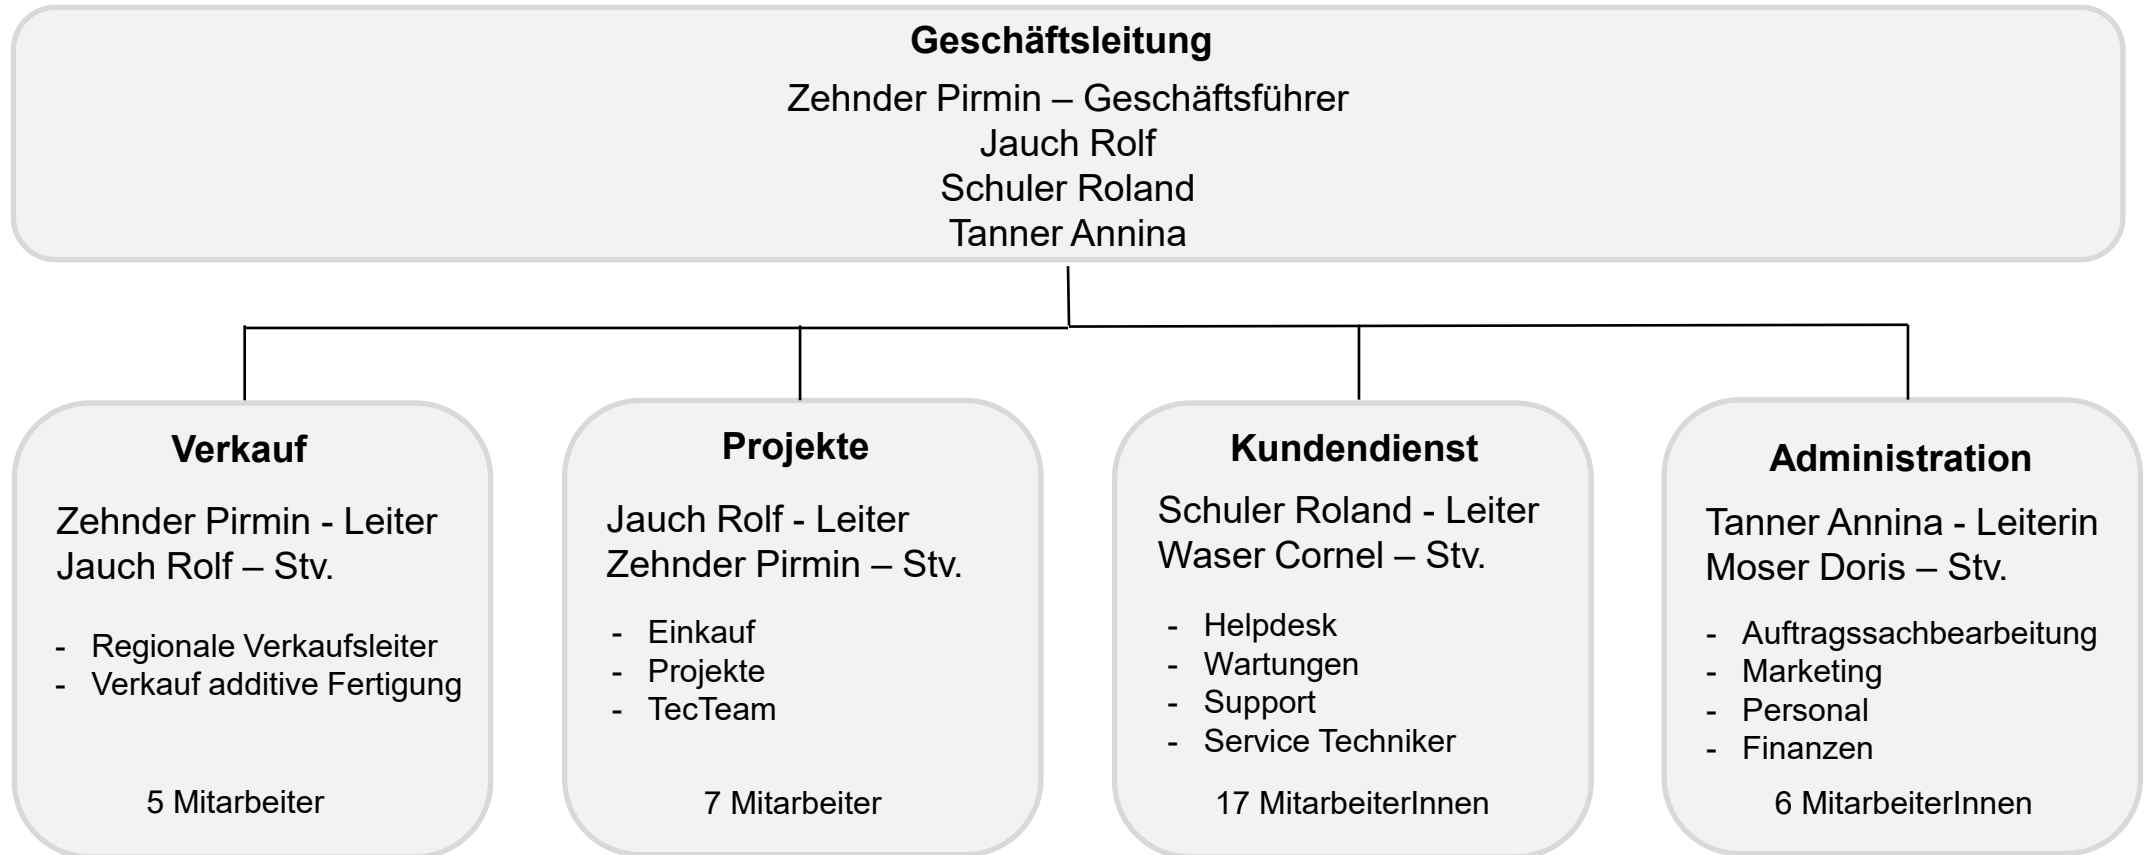 Geschäftsleitung
Zehnder Pirmin – Geschäftsführer
Jauch Rolf
Schuler Roland
Tanner Annina
Verkauf
Zehnder Pirmin - Leiter
Jauch Rolf – Stv.
- Regionale Verkaufsleiter
- Verkauf additive Fertigung
5 Mitarbeiter
Projekte
Jauch Rolf - Leiter
Zehnder Pirmin – Stv.
- Einkauf
- Projekte
- TecTeam
7 Mitarbeiter
Kundendienst
Schuler Roland - Leiter
Waser Cornel – Stv.
- Helpdesk
- Wartungen
- Support
- Service Techniker
17 MitarbeiterInnen
Administration
Tanner Annina - Leiterin
Moser Doris – Stv.
- Auftragssachbearbeitung
- Marketing
- Personal
- Finanzen
6 MitarbeiterInnen